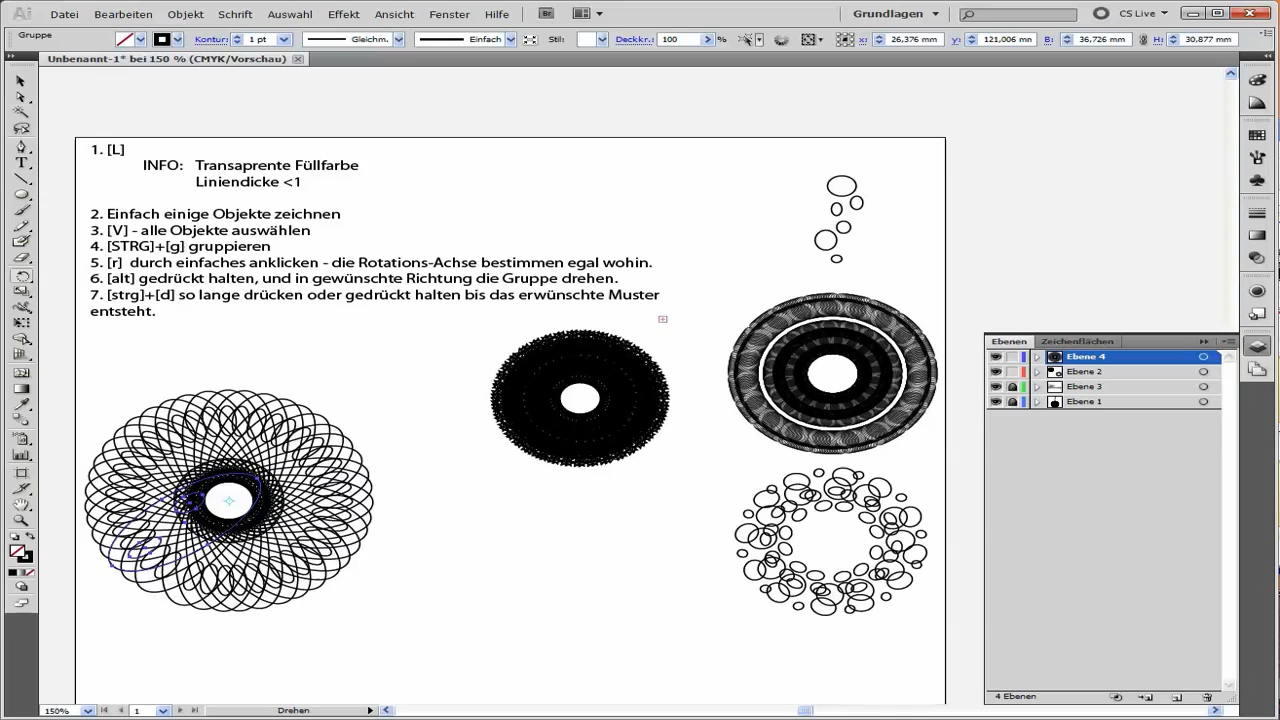 Ai Datei Bearbeiten Objekt Schrift Auswahl Effekt Ansicht Fenster Hilfe Br Grundlagen CS Live
Gruppe Kontur: 1 pt Gleichm. Einfach Stil: Deckkr.: 100 % x: 26,376 mm y: 121,006 mm B: 36,726 mm H: 30,877 mm
Unbenannt-1* bei 150 % (CMYK/Vorschau)
1. [L]
INFO: Transaprente Füllfarbe
Liniendicke <1
2. Einfach einige Objekte zeichnen
3. [V] - alle Objekte auswählen
4. [STRG]+[g] gruppieren
5. [r] durch einfaches anklicken - die Rotations-Achse bestimmen egal wohin.
6. [alt] gedrückt halten, und in gewünschte Richtung die Gruppe drehen.
7. [strg]+[d] so lange drücken oder gedrückt halten bis das erwünschte Muster
entsteht.
Ebenen Zeichenflächen
Ebene 4
Ebene 2
Ebene 3
Ebene 1
4 Ebenen
150% 1 Drehen